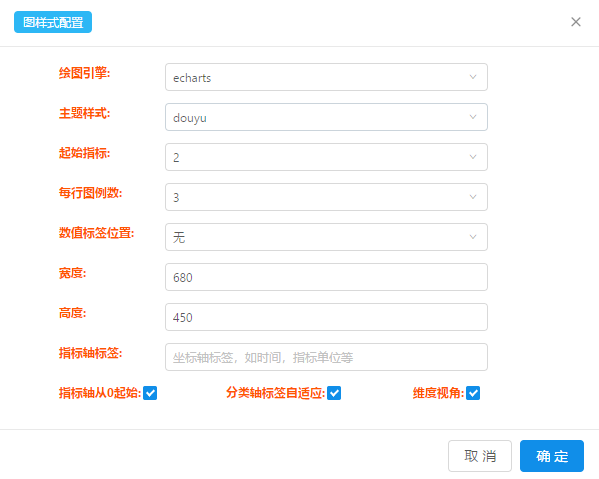 图样式配置
绘图引擎: echarts
主题样式: douyu
起始指标: 2
每行图例数: 3
数值标签位置: 无
宽度: 680
高度: 450
指标轴标签: 坐标轴标签，如时间，指标单位等
指标轴从0起始: 分类轴标签自适应: 维度视角:
取 消 确 定